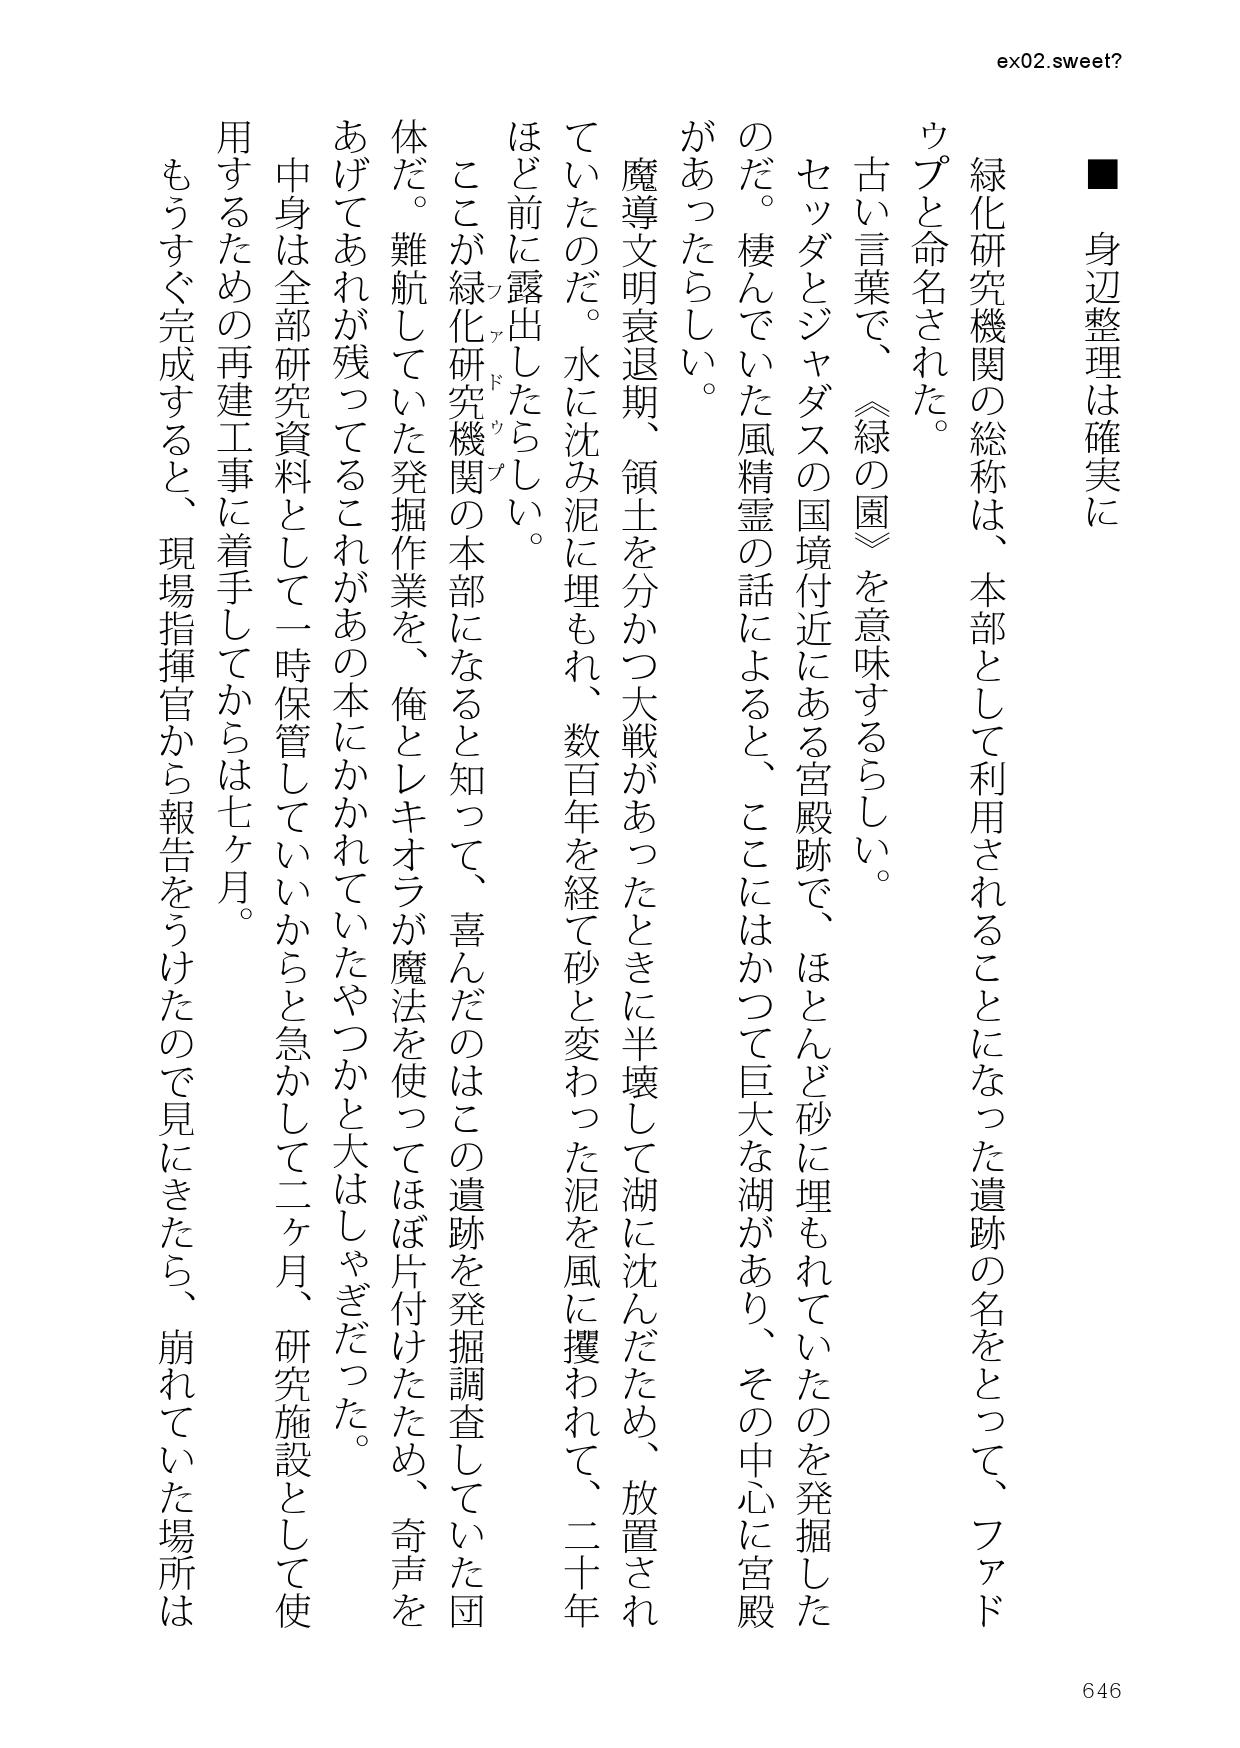 ex02.sweet?
■　身辺整理は確実に
　緑化研究機関の総称は、本部として利用されることになった遺跡の名をとって、ファド
ウプと命名された。
　古い言葉で、《緑の園》を意味するらしい。
　セッダとジャダスの国境付近にある宮殿跡で、ほとんど砂に埋もれていたのを発掘した
のだ。棲んでいた風精霊の話によると、ここにはかつて巨大な湖があり、その中心に宮殿
があったらしい。
　魔導文明衰退期、領土を分かつ大戦があったときに半壊して湖に沈んだため、放置され
ていたのだ。水に沈み泥に埋もれ、数百年を経て砂と変わった泥を風に攫われて、二十年
ほど前に露出したらしい。
ファドウプ
　ここが緑化研究機関の本部になると知って、喜んだのはこの遺跡を発掘調査していた団
体だ。難航していた発掘作業を、俺とレキオラが魔法を使ってほぼ片付けたため、奇声を
あげてあれが残ってるこれがあの本にかかれていたやつかと大はしゃぎだった。
　中身は全部研究資料として一時保管していいからと急かして二ヶ月、研究施設として使
用するための再建工事に着手してからは七ヶ月。
　もうすぐ完成すると、現場指揮官から報告をうけたので見にきたら、崩れていた場所は
646